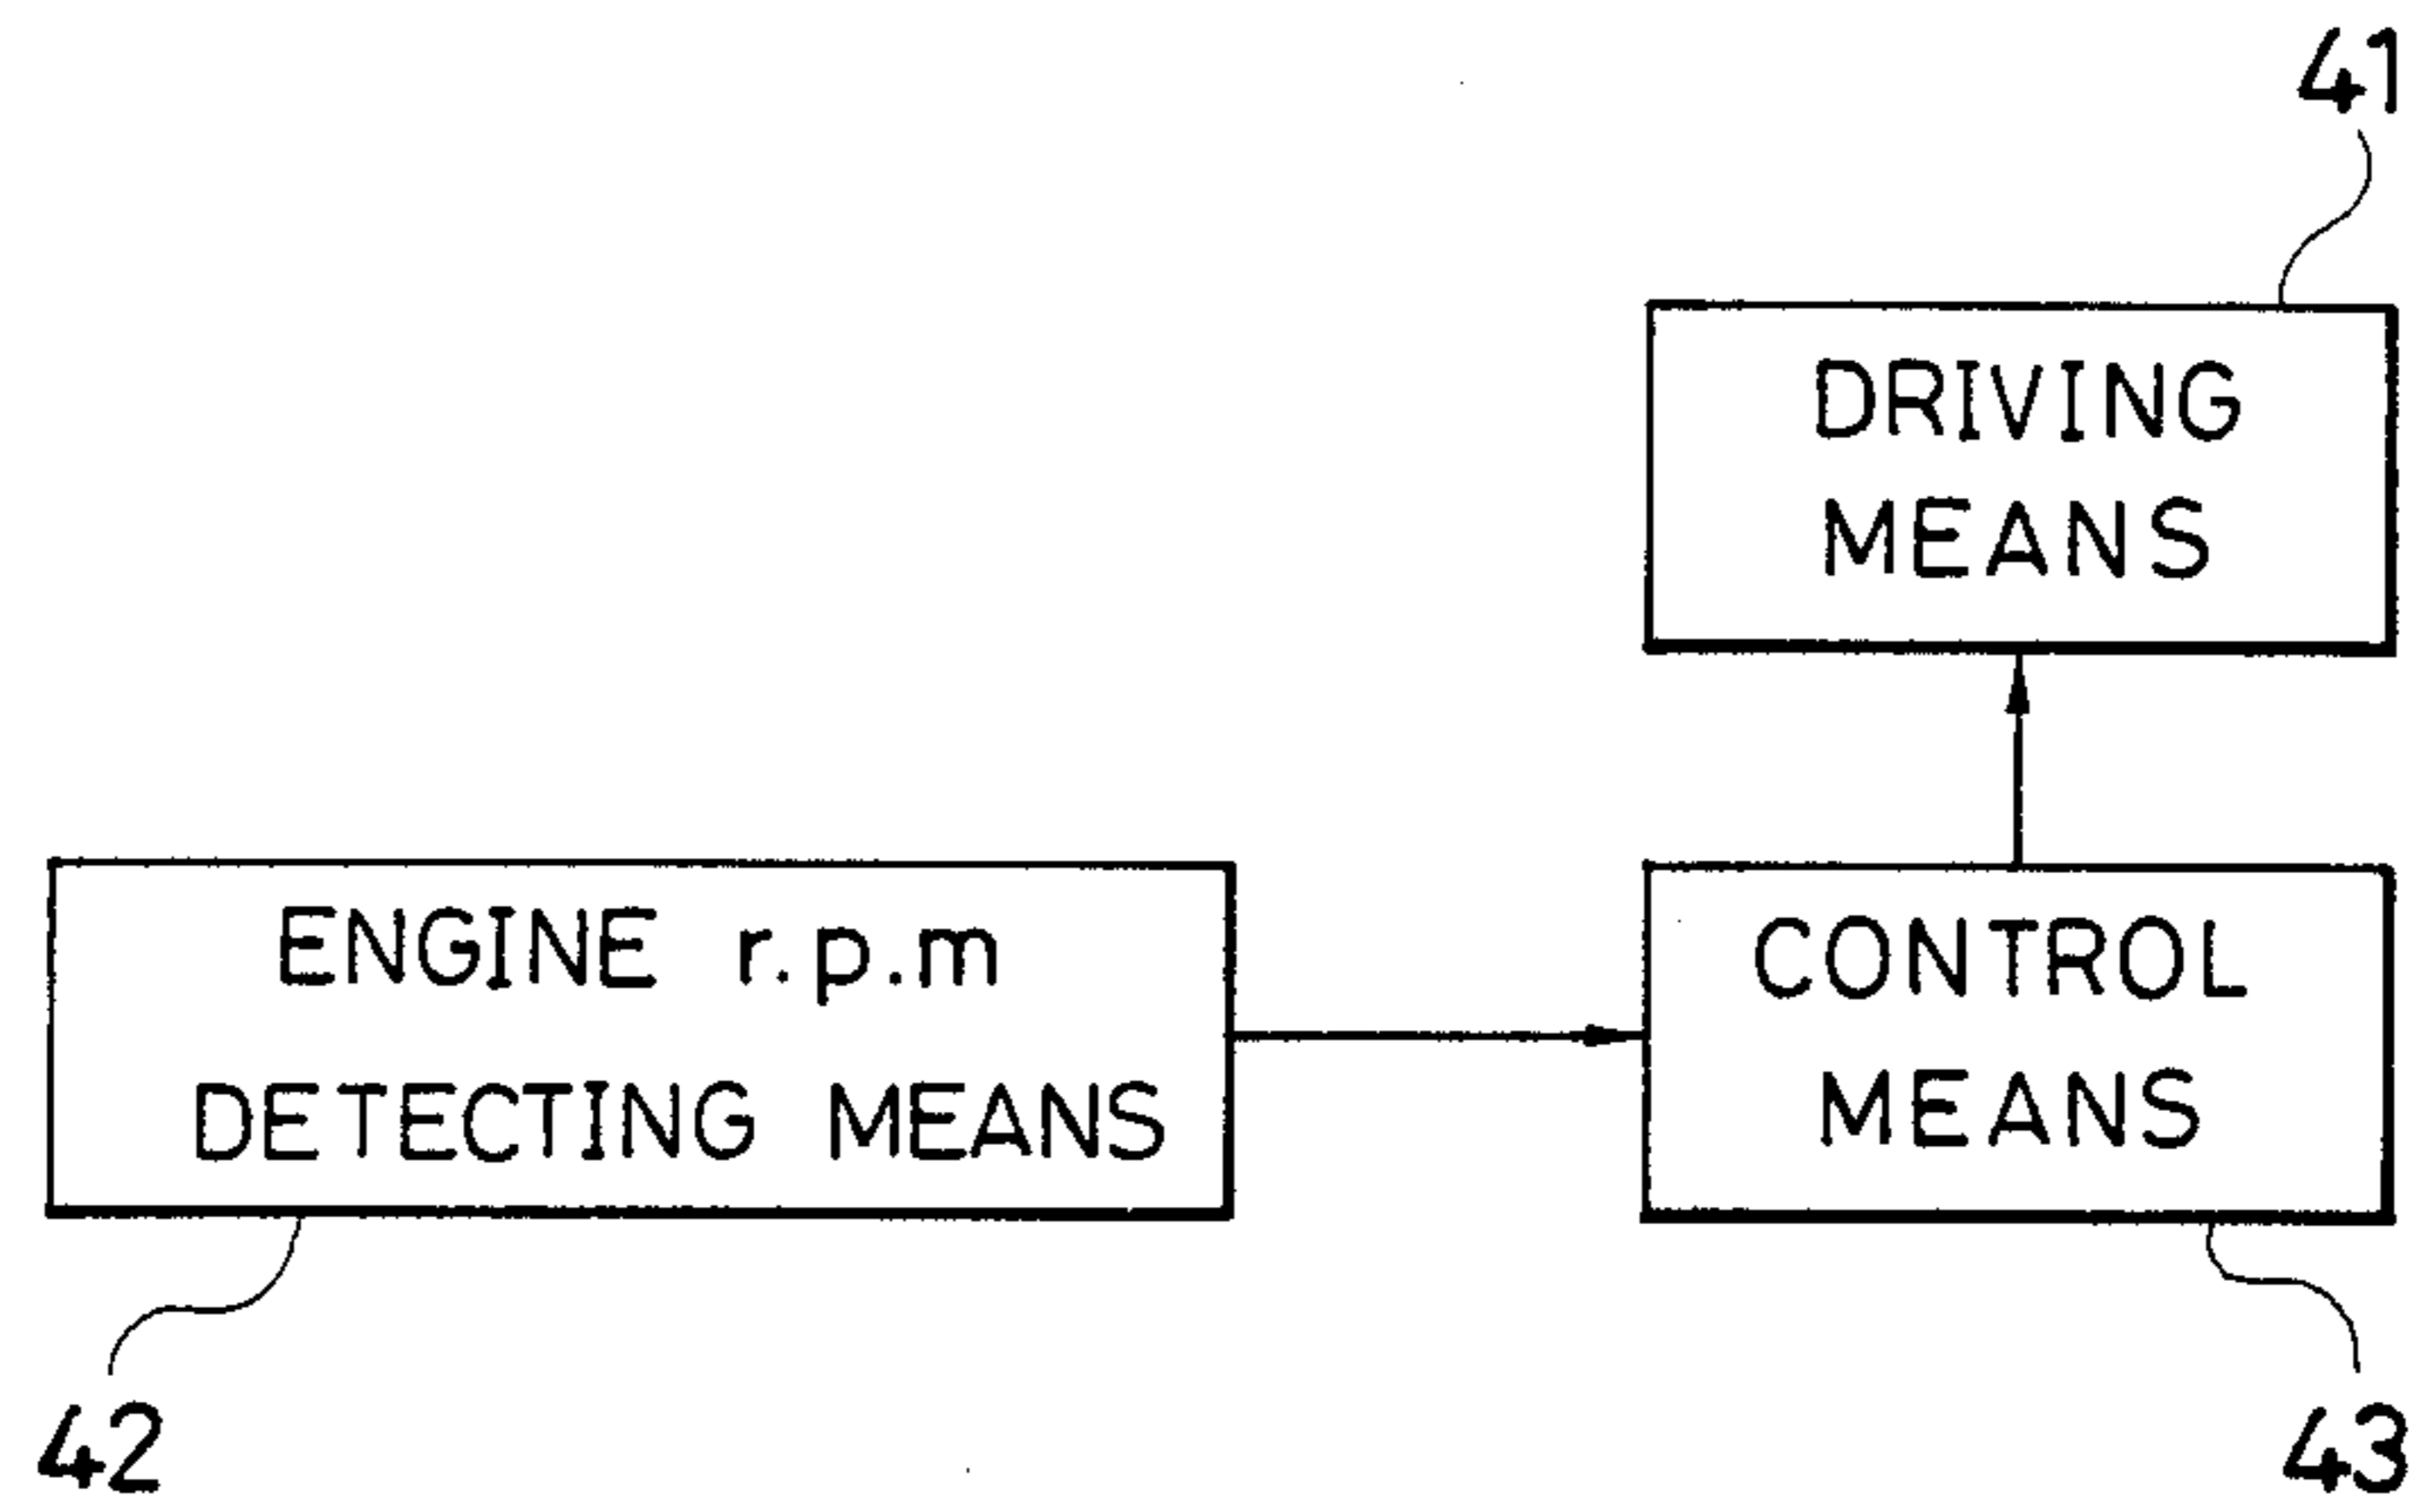 41
DRIVING
MEANS
ENGINE r.p.m
DETECTING MEANS
CONTROL
MEANS
42
43